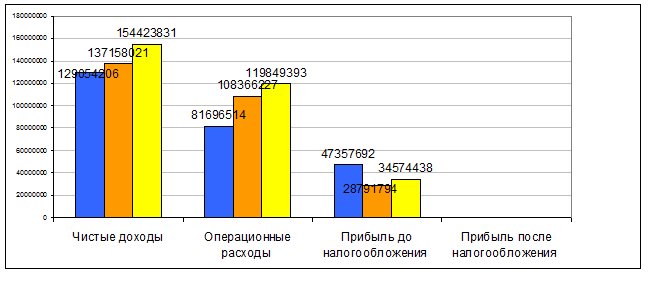 180000000
160000000
140000000
120000000
100000000
80000000
60000000
40000000
20000000
0
129054206
137158021
154423831
81696514
108366227
119849393
47357692
28791794
34574438
Чистые доходы
Операционные
расходы
Прибыль до
налогообложения
Прибыль после
налогообложения